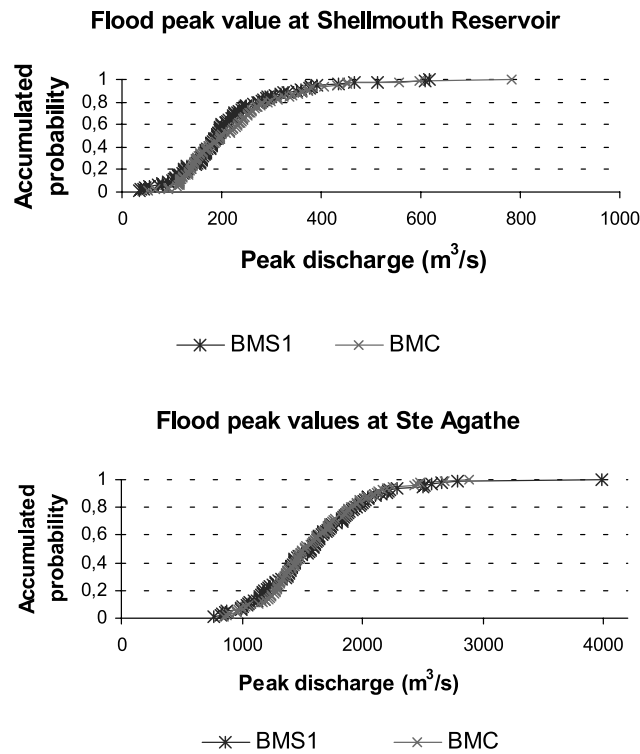 Flood peak value at Shellmouth Reservoir
Accumulated
probability
1
0.8
0.6
0.4
0.2
0
0 200 400 600 800 1000
Peak discharge (m³/s)
BMS1 BMC
Flood peak values at Ste Agathe
Accumulated
probability
1
0.8
0.6
0.4
0.2
0
0 1000 2000 3000 4000
Peak discharge (m³/s)
BMS1 BMC